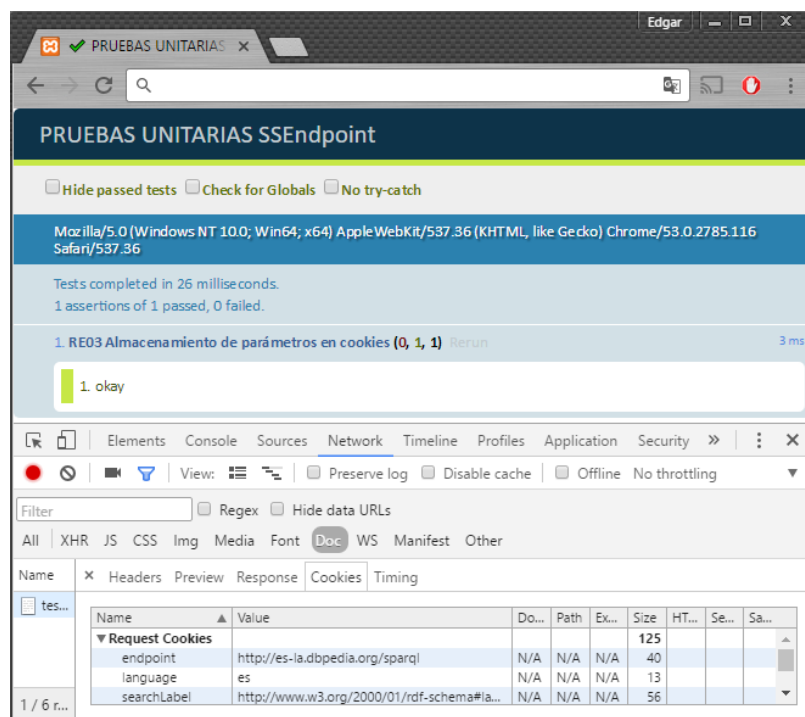 Edgar
PRUEBAS UNITARIAS
PRUEBAS UNITARIAS SSEndpoint
Hide passed tests Check for Globals No try-catch
Mozilla/5.0 (Windows NT 10.0; Win64; x64) AppleWebKit/537.36 (KHTML, like Gecko) Chrome/53.0.2785.116
Safari/537.36
Tests completed in 26 milliseconds.
1 assertions of 1 passed, 0 failed.
1. RE03 Almacenamiento de parámetros en cookies (0, 1, 1) Rerun 3 ms
1. okay
Elements Console Sources Network Timeline Profiles Application Security »
View: Preserve log Disable cache Offline No throttling
Filter Regex Hide data URLs
All XHR JS CSS Img Media Font Doc WS Manifest Other
Name × Headers Preview Response Cookies Timing
tes...
Name Value Do... Path Ex... Size HT... Se... Sa...
Request Cookies 125
endpoint http://es-la.dbpedia.org/sparql N/A N/A N/A 40
language es N/A N/A N/A 13
searchLabel http://www.w3.org/2000/01/rdf-schema#la... N/A N/A N/A 56
1 / 6 r...